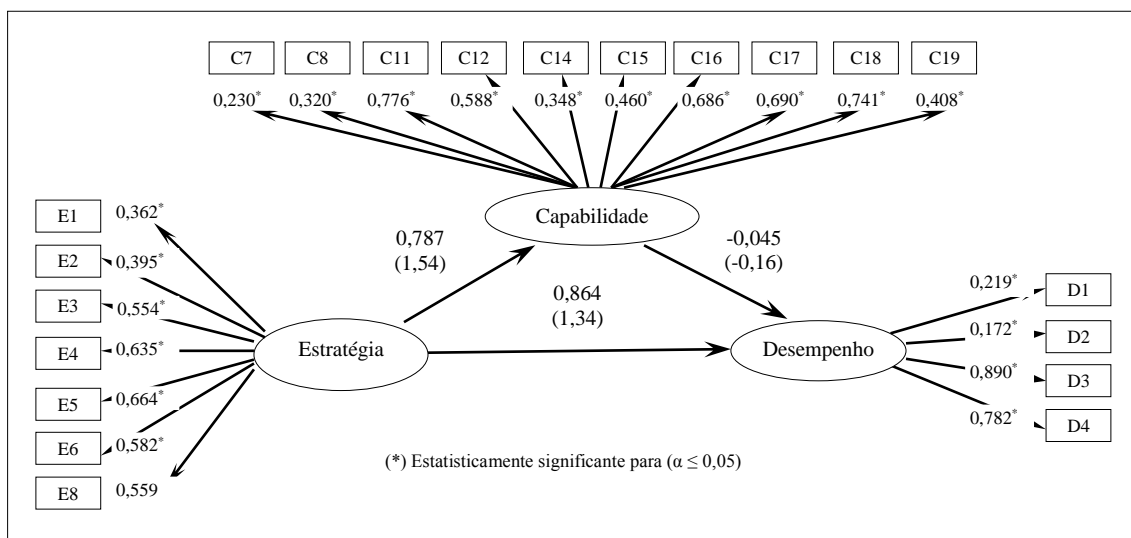 C7 C8 C11 C12 C14 C15 C16 C17 C18 C19
0,230* 0,320* 0,776* 0,588* 0,348* 0,460* 0,686* 0,690* 0,741* 0,408*
Capabilidade
E1 0,362*
E2 0,395*
E3 0,554*
E4 0,635*
E5 0,664*
E6 0,582*
E8 0,559
0,787
(1,54)
-0,045
(-0,16)
0,864
(1,34)
Estratégia
Desempenho
0,219* D1
0,172* D2
0,890* D3
0,782* D4
(*) Estatisticamente significante para (α ≤ 0,05)